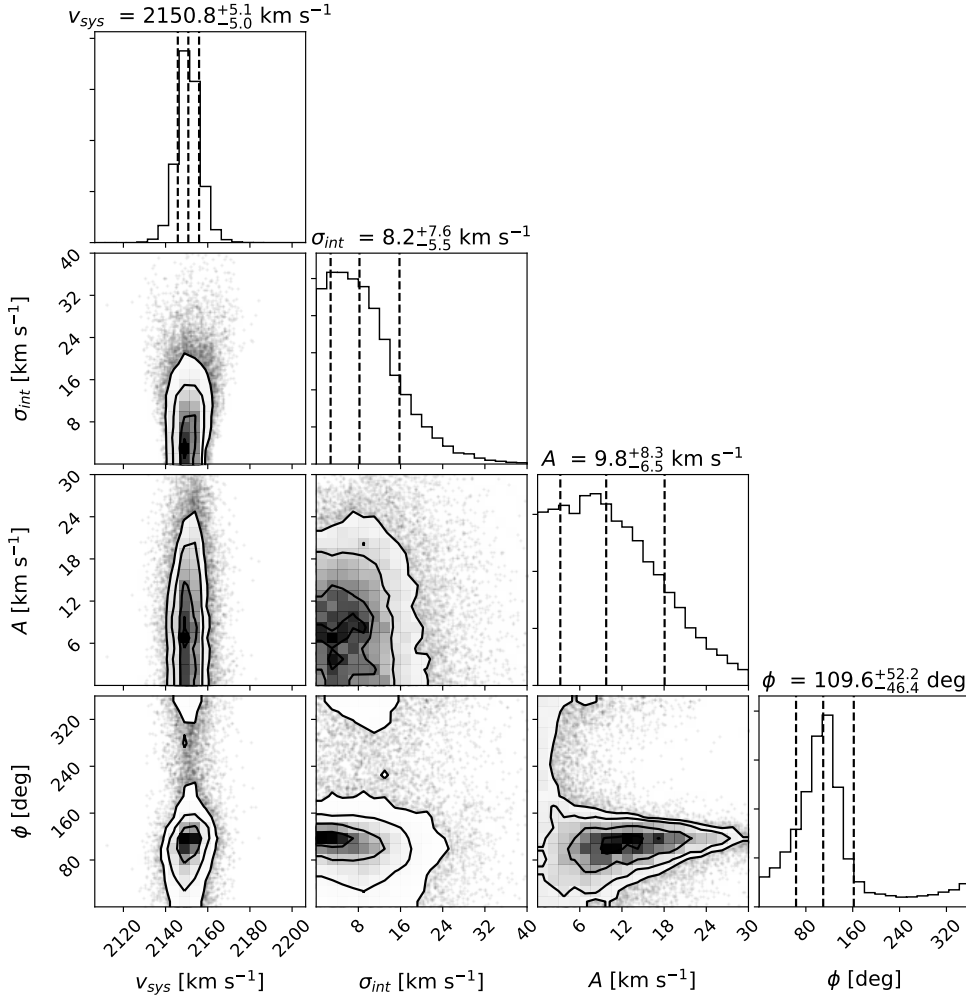 v_sys = 2150.8 +5.1 −5.0 km s⁻¹
σ_int = 8.2 +7.6 −5.5 km s⁻¹
40
32
24
16
8
σ_int [km s⁻¹]
A = 9.8 +8.3 −6.5 km s⁻¹
30
24
18
12
6
A [km s⁻¹]
ϕ = 109.6 +52.2 −46.4 deg
320
240
160
80
ϕ [deg]
2120 2140 2160 2180 2200
8 16 24 32 40
6 12 18 24 30
80 160 240 320
v_sys [km s⁻¹]
σ_int [km s⁻¹]
A [km s⁻¹]
ϕ [deg]